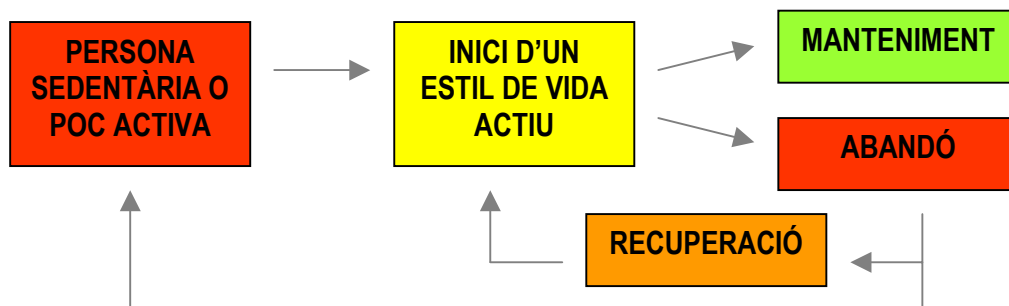 PERSONA
SEDENTÀRIA O
POC ACTIVA
INICI D’UN
ESTIL DE VIDA
ACTIU
MANTENIMENT
ABANDÓ
RECUPERACIÓ